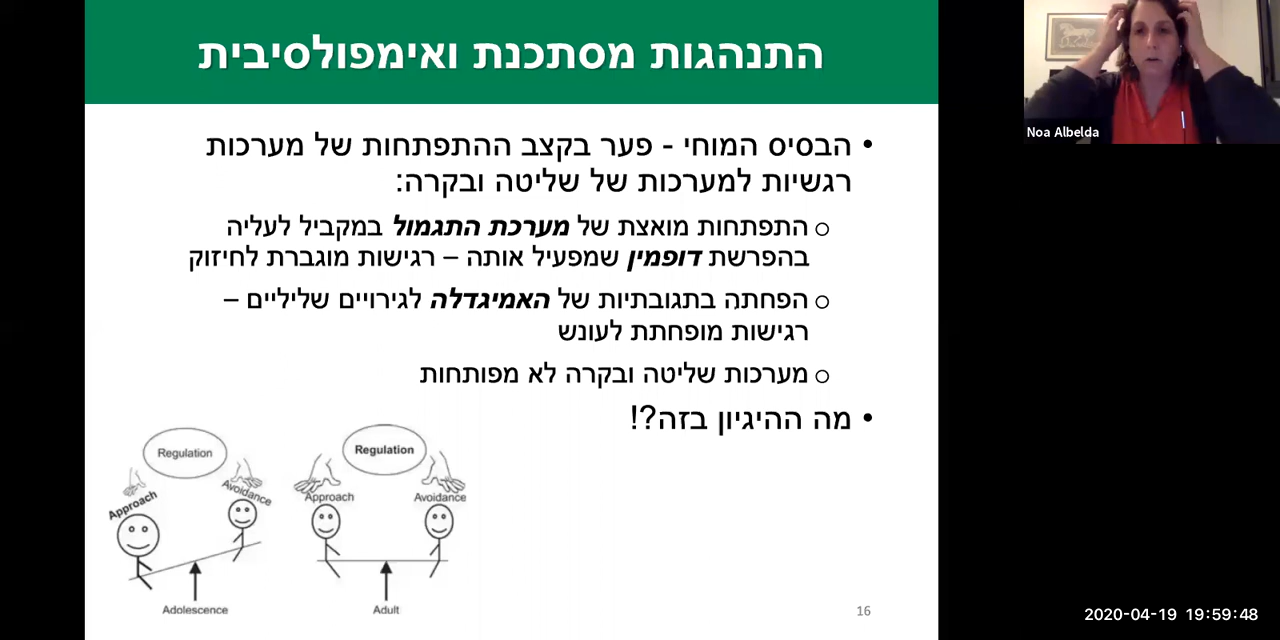 התנהגות מסתכנת ואימפולסיבית
• הבסיס המוחי - פער בקצב ההתפתחות של מערכות
רגשיות למערכות של שליטה ובקרה:
o התפתחות מואצת של מערכת התגמול במקביל לעליה
בהפרשת דופמין שמפעיל אותה – רגישות מוגברת לחיזוק
o הפחתה בתגובתיות של האמיגדלה לגירויים שליליים –
רגישות מופחתת לעונש
o מערכות שליטה ובקרה לא מפותחות
• מה ההיגיון בזה?!
Regulation
Approach
Avoidance
Adolescence
Regulation
Approach
Avoidance
Adult
16
Noa Albelda
2020-04-19 19:59:48